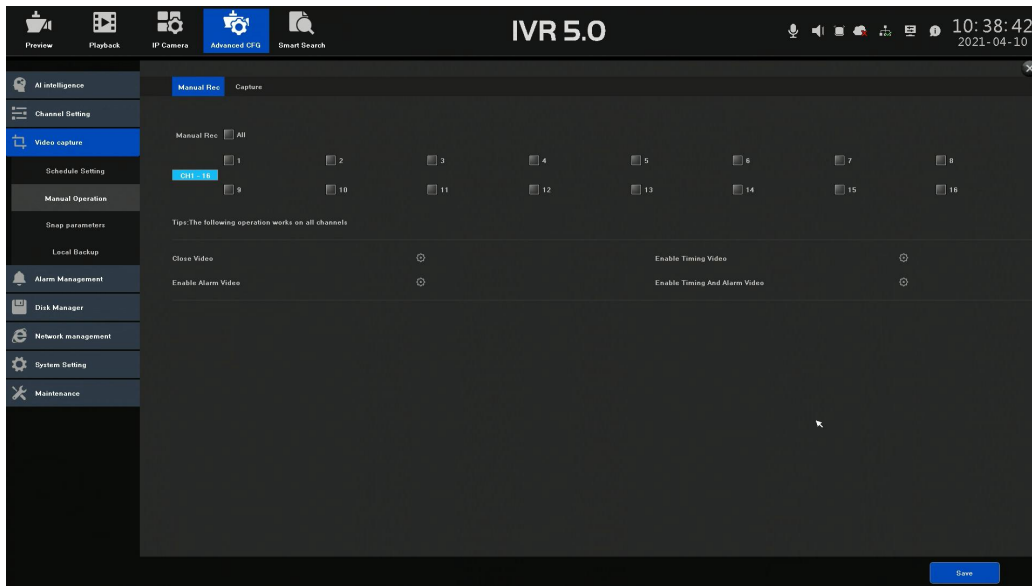 IVR 5.0
10:38:42
2021-04-10
Preview Playback IP Camera Advanced CFG Smart Search
AI intelligence
Channel Setting
Video capture
Schedule Setting
Manual Operation
Snap parameters
Local Backup
Alarm Management
Disk Manager
Network management
System Setting
Maintenance
Manual Rec Capture
Manual Rec All
CH1 - 16
1 2 3 4 5 6 7 8
9 10 11 12 13 14 15 16
Tips:The following operation works on all channels
Close Video Enable Timing Video
Enable Alarm Video Enable Timing And Alarm Video
Save